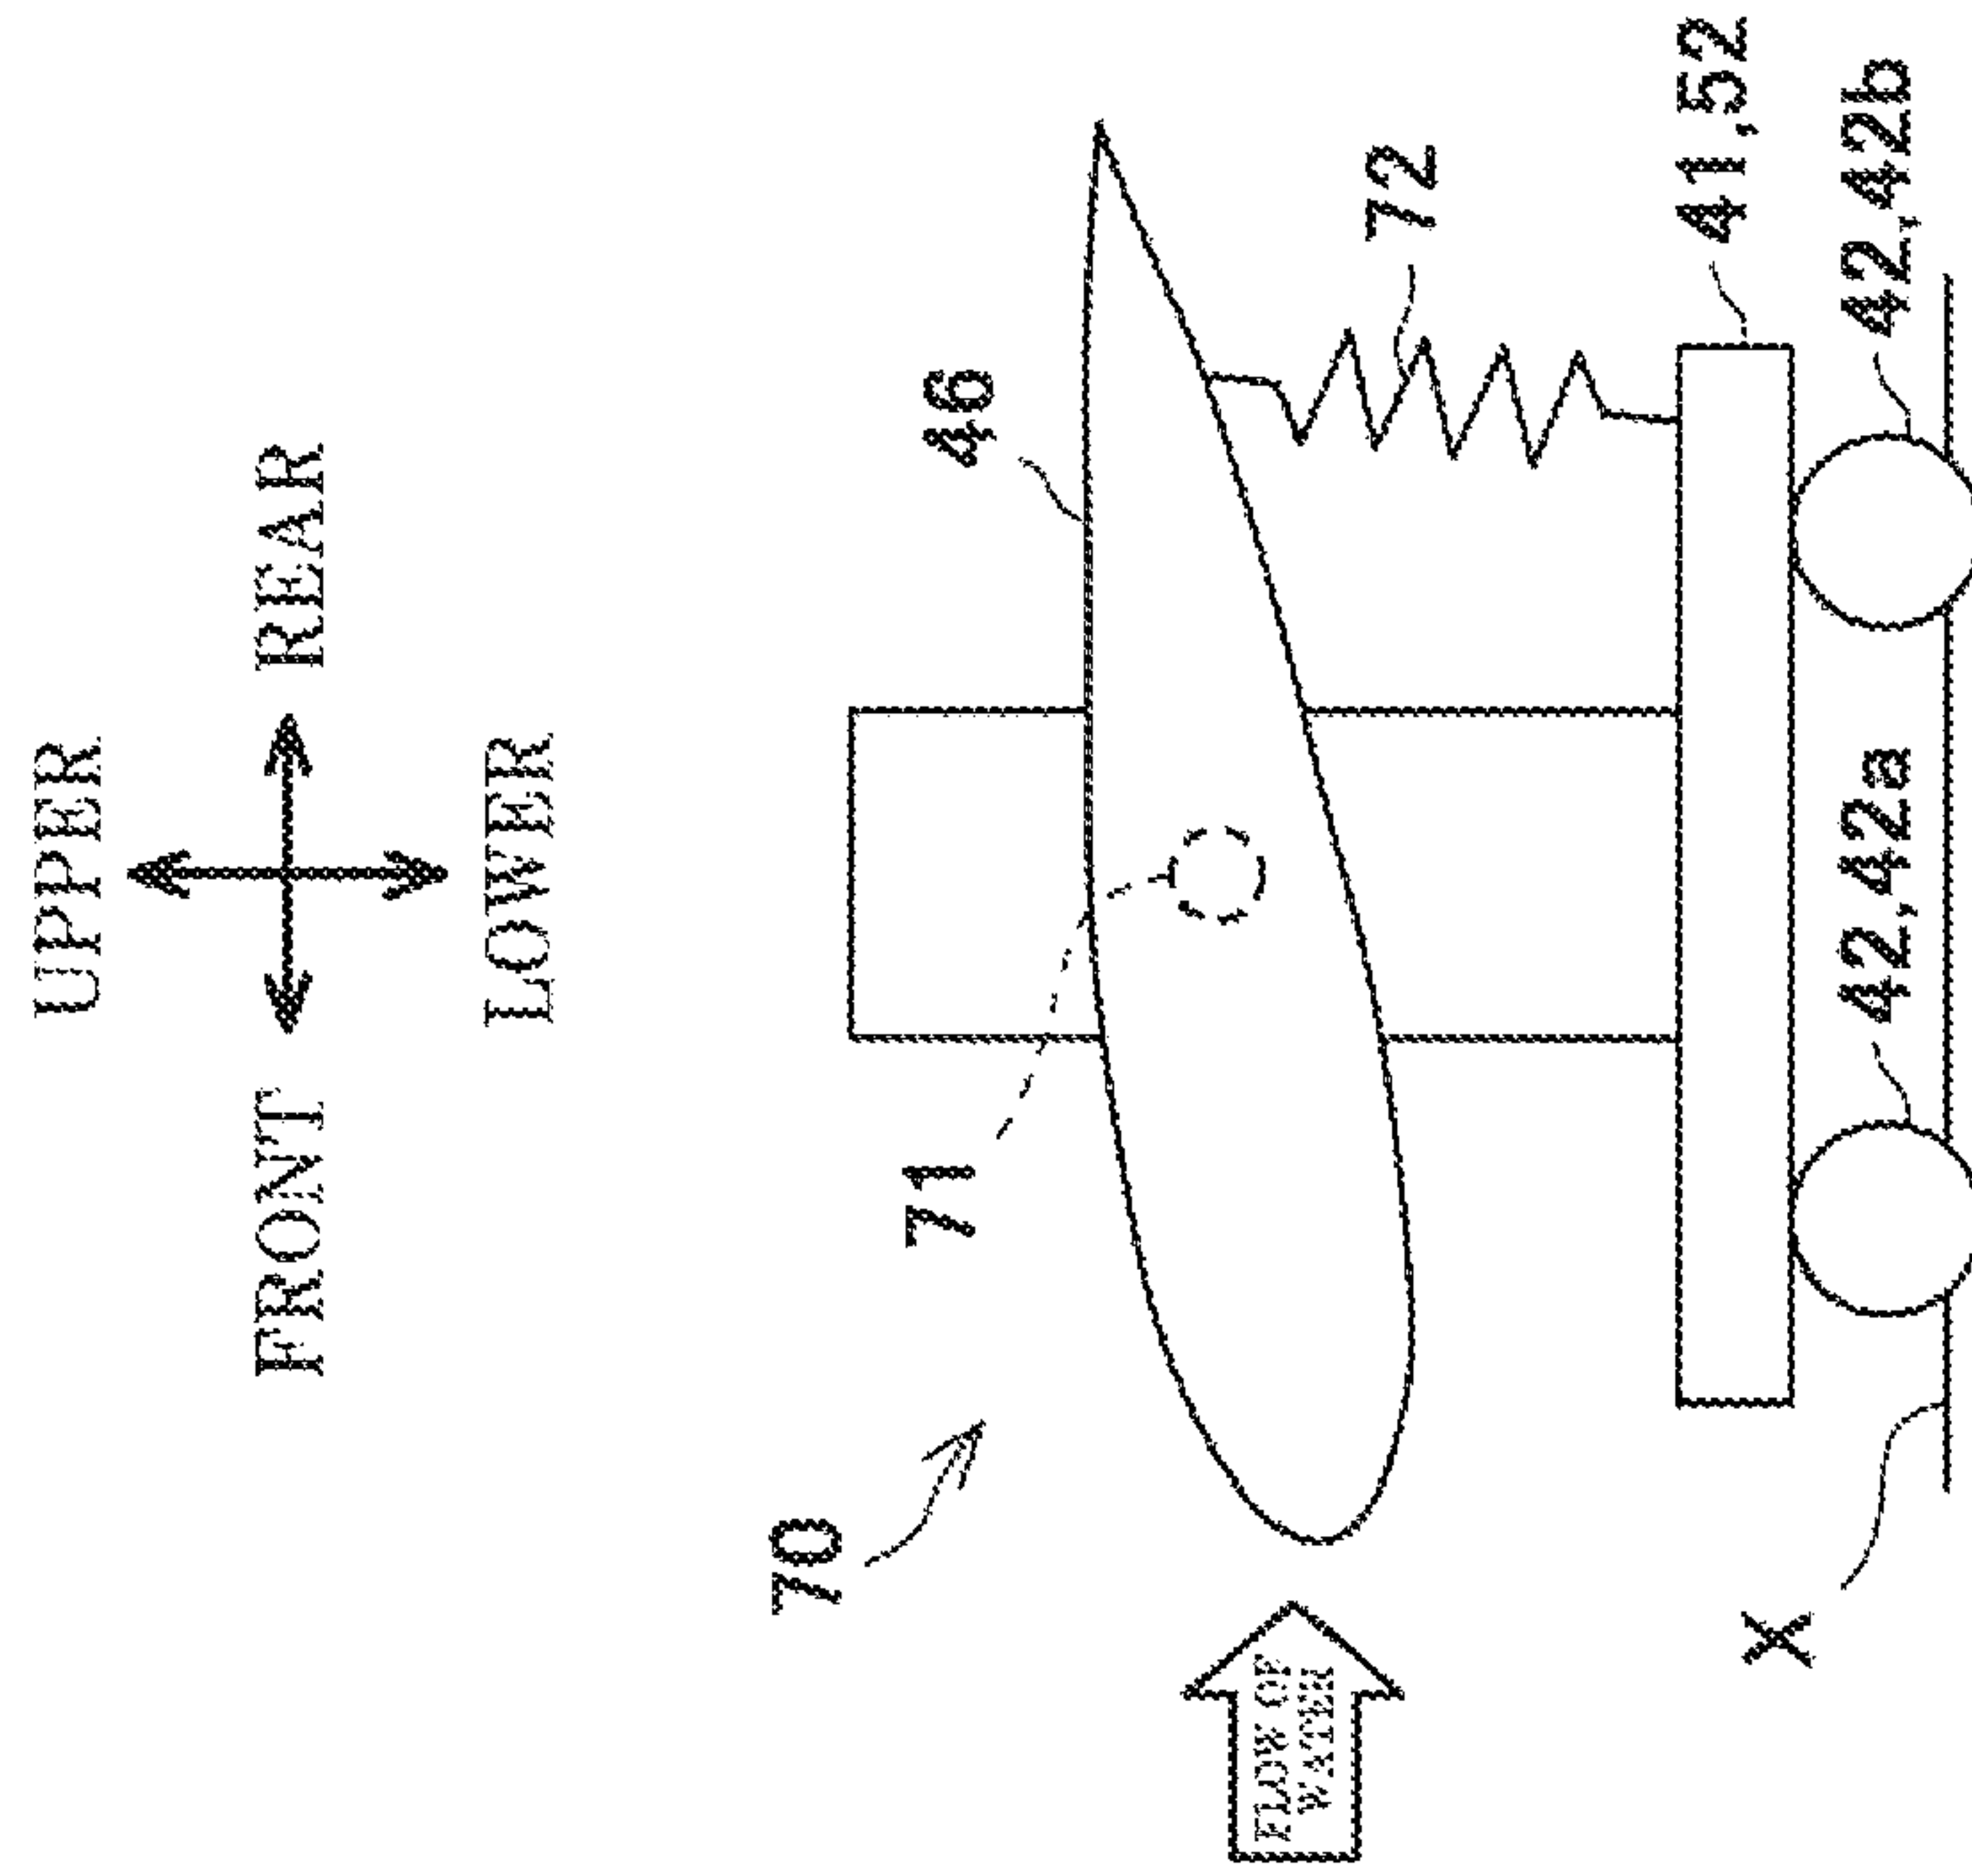 UPPER
FRONT
REAR
LOWER
70
71
46
72
FLOW OF
WATER
41,52
X
42,42a
42,42b